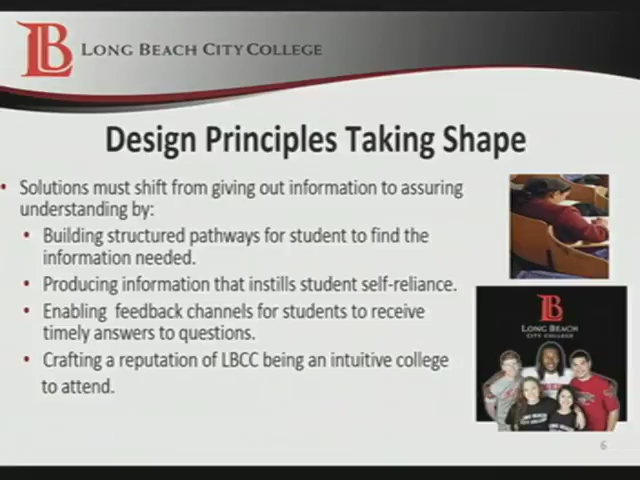 LB LONG BEACH CITY COLLEGE
Design Principles Taking Shape
• Solutions must shift from giving out information to assuring
understanding by:
• Building structured pathways for student to find the
information needed.
• Producing information that instills student self-reliance.
• Enabling feedback channels for students to receive
timely answers to questions.
• Crafting a reputation of LBCC being an intuitive college
to attend.
LB
LONG BEACH
CITY COLLEGE
6